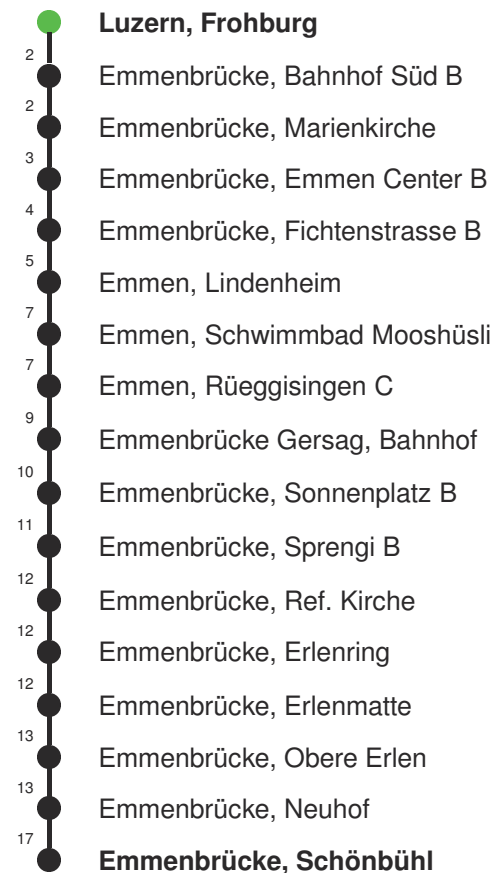 Luzern, Frohburg
2
Emmenbrücke, Bahnhof Süd B
2
Emmenbrücke, Marienkirche
3
Emmenbrücke, Emmen Center B
4
Emmenbrücke, Fichtenstrasse B
5
Emmen, Lindenheim
7
Emmen, Schwimmbad Mooshüsli
7
Emmen, Rüeggisingen C
9
Emmenbrücke Gersag, Bahnhof
10
Emmenbrücke, Sonnenplatz B
11
Emmenbrücke, Sprengi B
12
Emmenbrücke, Ref. Kirche
12
Emmenbrücke, Erlenring
12
Emmenbrücke, Erlenmatte
13
Emmenbrücke, Obere Erlen
13
Emmenbrücke, Neuhof
17
Emmenbrücke, Schönbühl